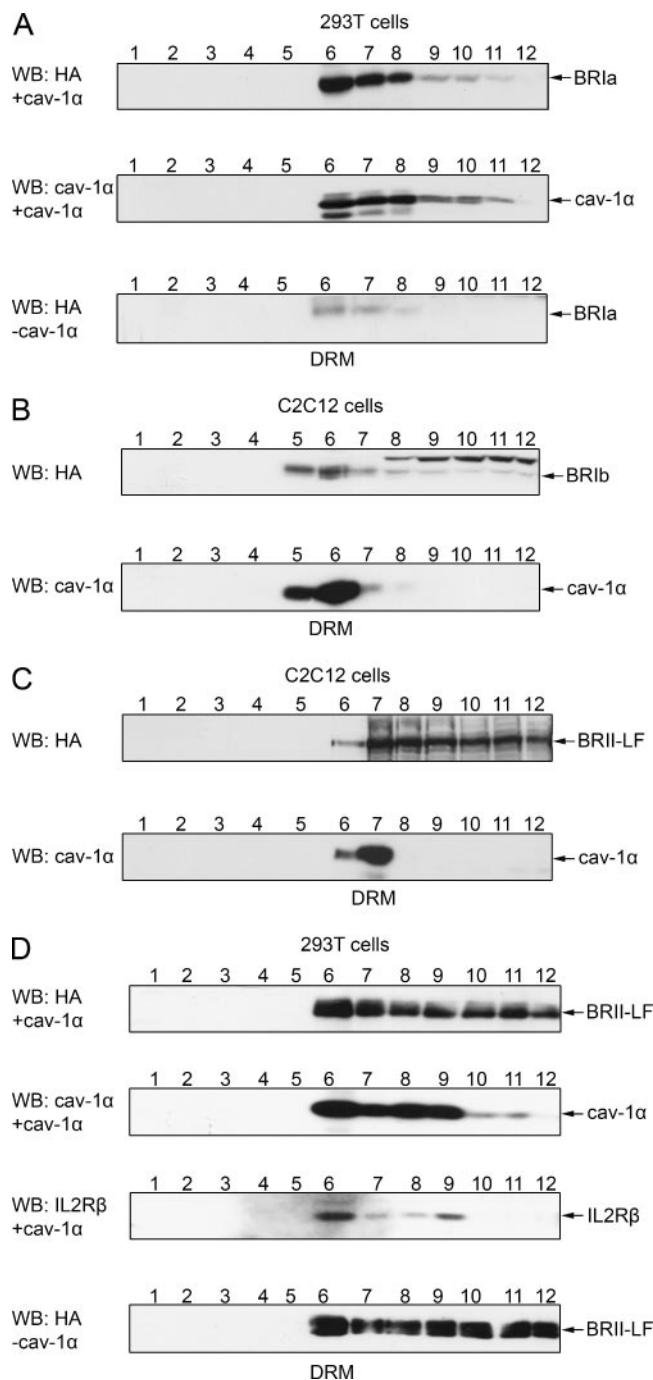 A
293T cells
1 2 3 4 5 6 7 8 9 10 11 12
WB: HA
+cav-1α
BRIa
1 2 3 4 5 6 7 8 9 10 11 12
WB: cav-1α
+cav-1α
cav-1α
1 2 3 4 5 6 7 8 9 10 11 12
WB: HA
-cav-1α
BRIa
DRM
B
C2C12 cells
1 2 3 4 5 6 7 8 9 10 11 12
WB: HA
BRIb
1 2 3 4 5 6 7 8 9 10 11 12
WB: cav-1α
cav-1α
DRM
C
C2C12 cells
1 2 3 4 5 6 7 8 9 10 11 12
WB: HA
BRII-LF
1 2 3 4 5 6 7 8 9 10 11 12
WB: cav-1α
cav-1α
DRM
D
293T cells
1 2 3 4 5 6 7 8 9 10 11 12
WB: HA
+cav-1α
BRII-LF
1 2 3 4 5 6 7 8 9 10 11 12
WB: cav-1α
+cav-1α
cav-1α
1 2 3 4 5 6 7 8 9 10 11 12
WB: IL2Rβ
+cav-1α
IL2Rβ
1 2 3 4 5 6 7 8 9 10 11 12
WB: HA
-cav-1α
BRII-LF
DRM